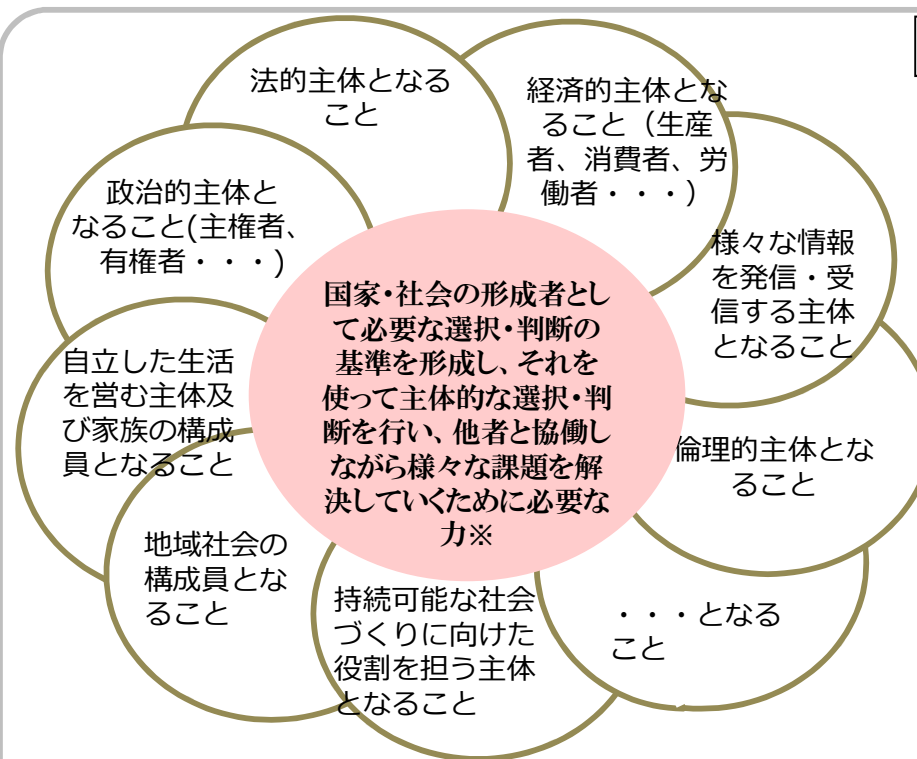 法的主体となる
こと
経済的主体とな
ること（生産
者、消費者、労
働者・・・）
政治的主体と
なること(主権者、
有権者・・・)
様々な情報
を発信・受
信する主体
となること
国家・社会の形成者とし
て必要な選択・判断の
基準を形成し、それを
使って主体的な選択・判
断を行い、他者と協働し
ながら様々な課題を解
決していくために必要な
力※
自立した生活
を営む主体及
び家族の構成
員となること
倫理的主体とな
ること
地域社会の
構成員とな
ること
持続可能な社会
づくりに向けた
役割を担う主体
となること
・・・となる
こと